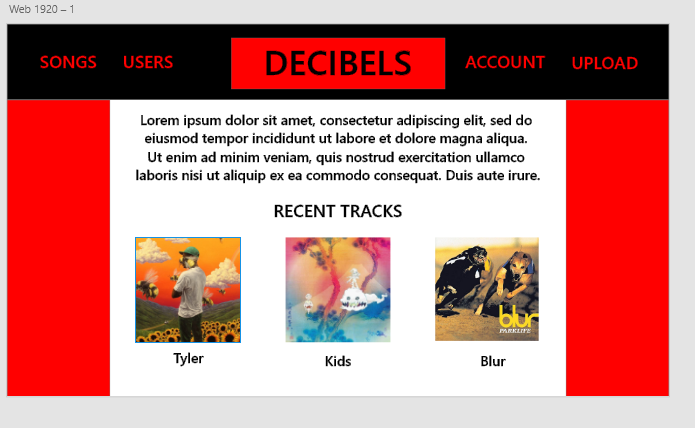 Web 1920 – 1
SONGS USERS DECIBELS ACCOUNT UPLOAD
Lorem ipsum dolor sit amet, consectetur adipiscing elit, sed do
eiusmod tempor incididunt ut labore et dolore magna aliqua.
Ut enim ad minim veniam, quis nostrud exercitation ullamco
laboris nisi ut aliquip ex ea commodo consequat. Duis aute irure.
RECENT TRACKS
blur
PARKLIFE
Tyler
Kids
Blur